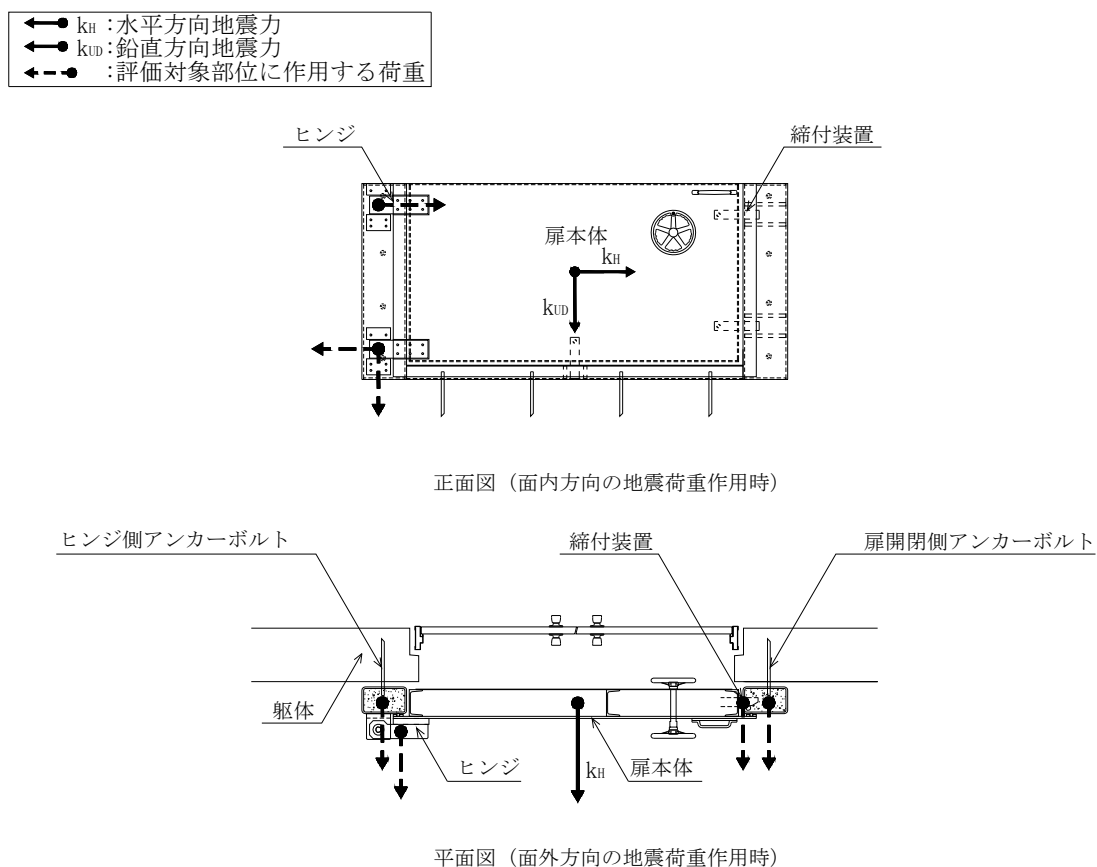 kH:水平方向地震力
kUD:鉛直方向地震力
:評価対象部位に作用する荷重
ヒンジ
締付装置
扉本体
kH
kUD
正面図（面内方向の地震荷重作用時）
ヒンジ側アンカーボルト
締付装置
扉開閉側アンカーボルト
躯体
ヒンジ
kH
扉本体
平面図（面外方向の地震荷重作用時）